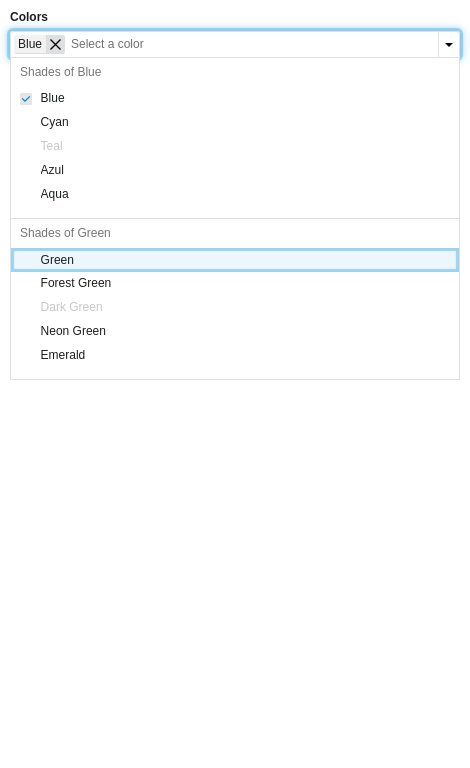 Colors
Blue Select a color
Shades of Blue
Blue
Cyan
Teal
Azul
Aqua
Shades of Green
Green
Forest Green
Dark Green
Neon Green
Emerald